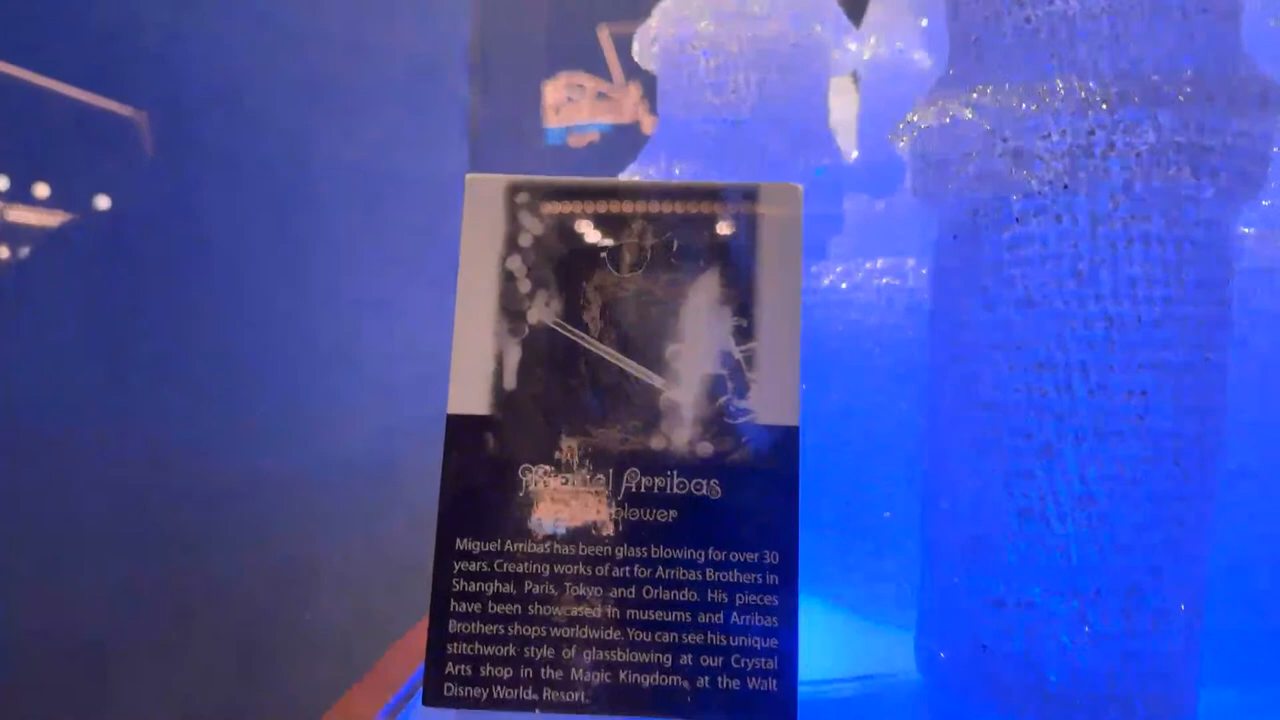 Miguel Arribas
blower
Miguel Arribas has been glass blowing for over 30
years. Creating works of art for Arribas Brothers in
Shanghai, Paris, Tokyo and Orlando. His pieces
have been showcased in museums and Arribas
Brothers shops worldwide. You can see his unique
stitchwork style of glassblowing at our Crystal
Arts shop in the Magic Kingdom® at the Walt
Disney World® Resort.